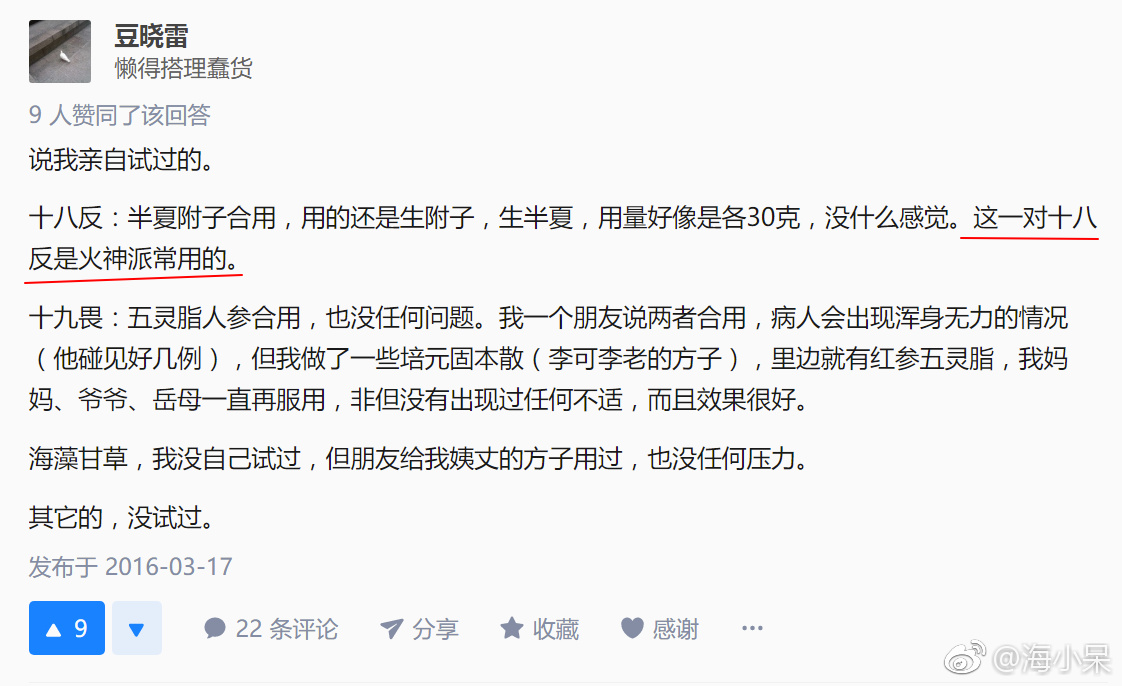 豆晓雷
懒得搭理蠢货
9 人赞同了该回答
说我亲自试过的。
十八反：半夏附子合用，用的还是生附子，生半夏，用量好像是各30克，没什么感觉。这一对十八
反是火神派常用的。
十九畏：五灵脂人参合用，也没任何问题。我一个朋友说两者合用，病人会出现浑身无力的情况
（他碰见好几例），但我做了一些培元固本散（李可李老的方子），里边就有红参五灵脂，我妈
妈、爷爷、岳母一直再服用，非但没有出现过任何不适，而且效果很好。
海藻甘草，我没自己试过，但朋友给我姨丈的方子用过，也没任何压力。
其它的，没试过。
发布于 2016-03-17
9 22 条评论 分享 收藏 感谢 ···
@海小呆